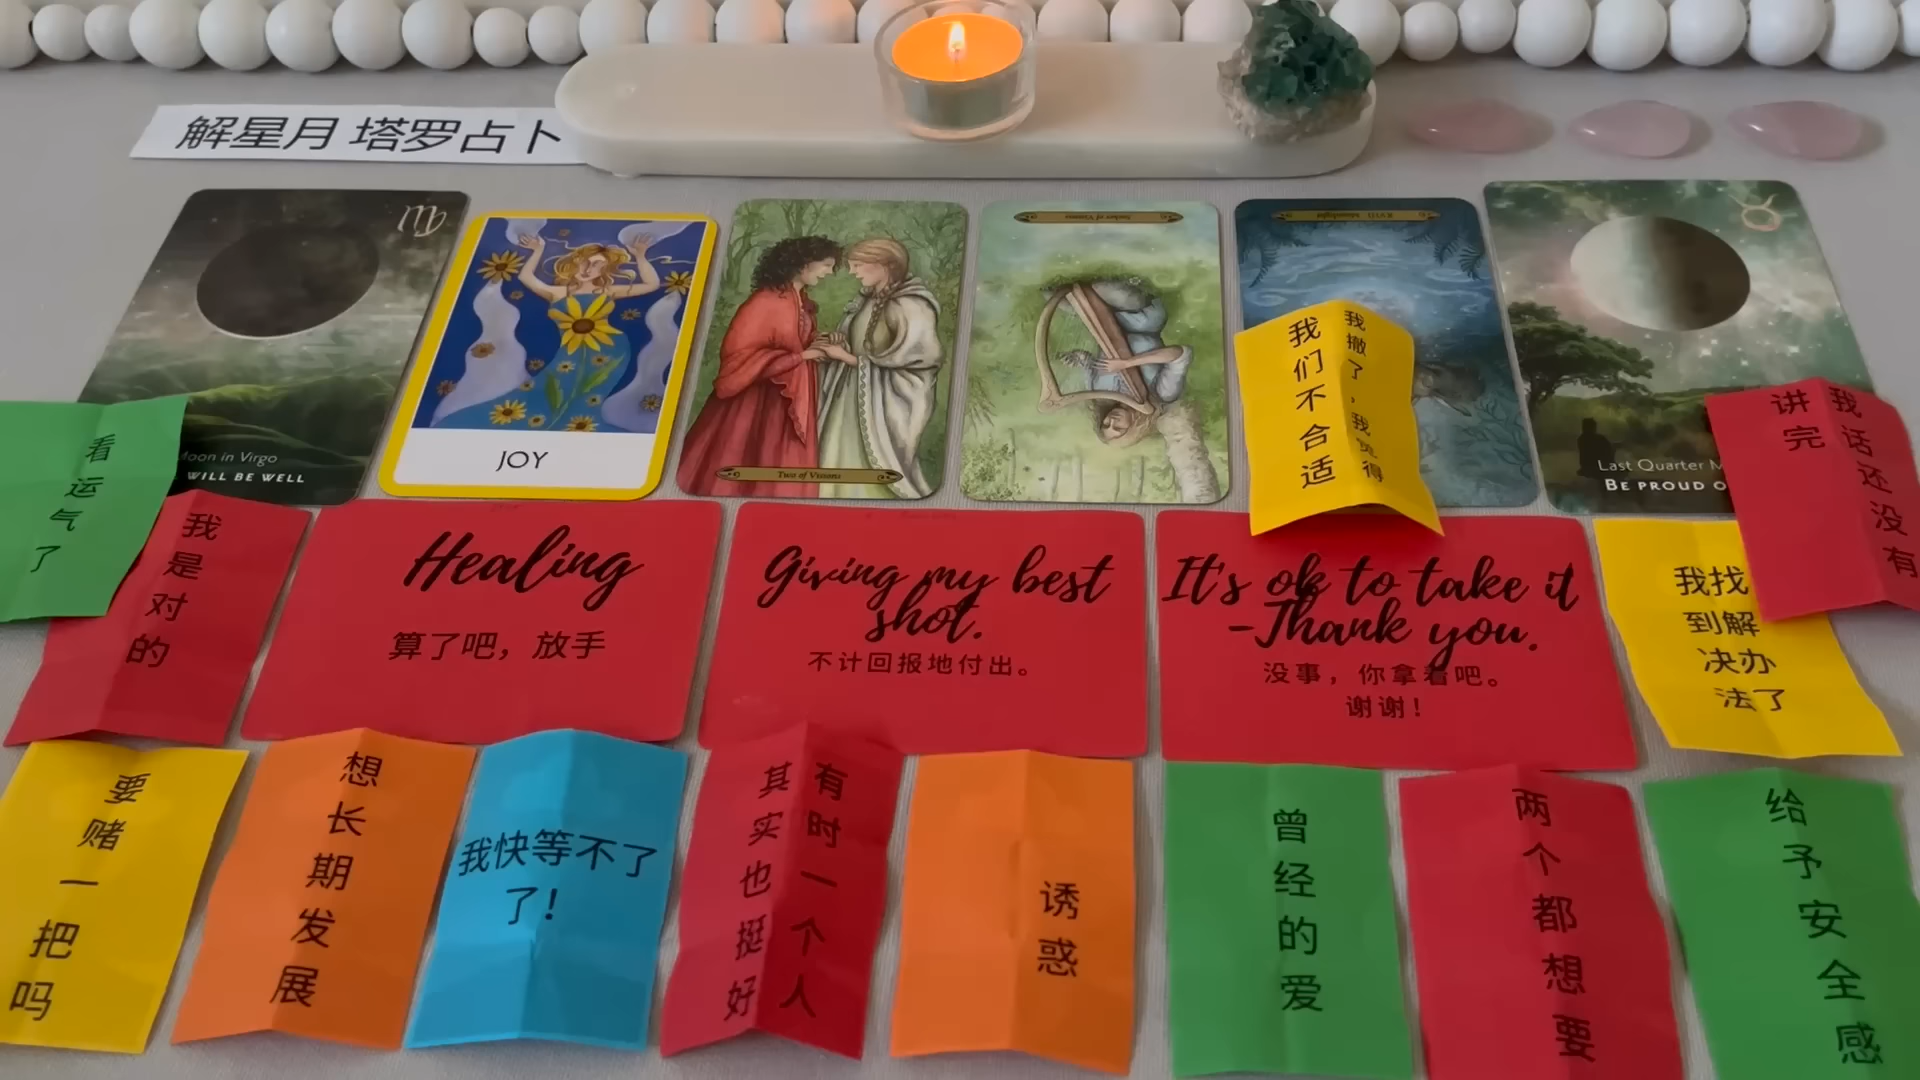 解星月 塔罗占卜
Moon in Virgo
WILL BE WELL
JOY
Two of Visions
XVIII Moonlight
我撤了，我觉得
我们不合适
Last Quarter M
BE PROUD O
我话还没有
讲完
看运气了
我是对的
Healing
算了吧，放手
Giving my best
shot.
不计回报地付出。
It's ok to take it
-Thank you.
没事，你拿着吧。
谢谢！
我找
到解
决办
法了
要赌一把吗
想长期发展
我快等不了
了！
有时一个人
其实也挺好
诱惑
曾经的爱
两个都想要
给予安全感